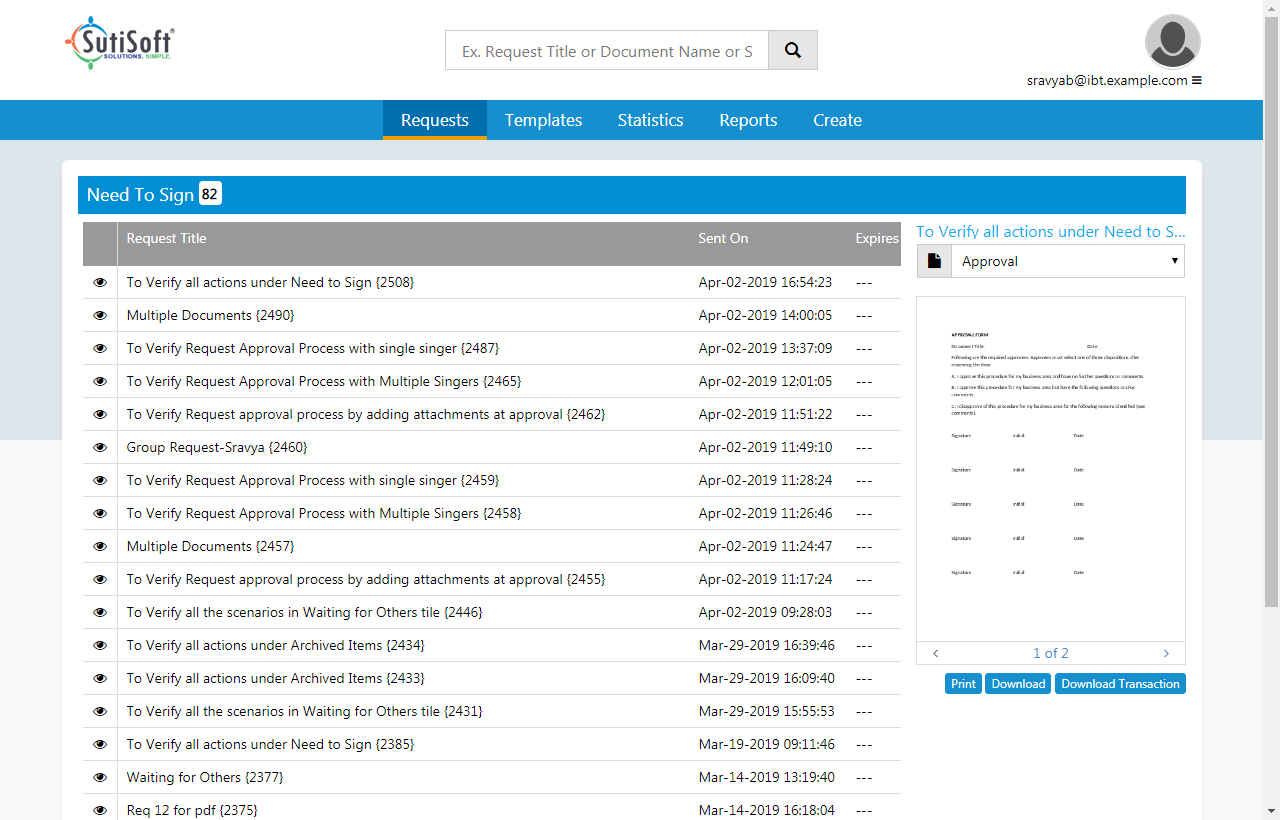 SutiSoft®
SOLUTIONS. SIMPLE.
Ex. Request Title or Document Name or S
sravyab@ibt.example.com
Requests Templates Statistics Reports Create
Need To Sign 82
Request Title Sent On Expires
To Verify all actions under Need to Sign {2508} Apr-02-2019 16:54:23 ---
Multiple Documents {2490} Apr-02-2019 14:00:05 ---
To Verify Request Approval Process with single singer {2487} Apr-02-2019 13:37:09 ---
To Verify Request Approval Process with Multiple Singers {2465} Apr-02-2019 12:01:05 ---
To Verify Request approval process by adding attachments at approval {2462} Apr-02-2019 11:51:22 ---
Group Request-Sravya {2460} Apr-02-2019 11:49:10 ---
To Verify Request Approval Process with single singer {2459} Apr-02-2019 11:28:24 ---
To Verify Request Approval Process with Multiple Singers {2458} Apr-02-2019 11:26:46 ---
Multiple Documents {2457} Apr-02-2019 11:24:47 ---
To Verify Request approval process by adding attachments at approval {2455} Apr-02-2019 11:17:24 ---
To Verify all the scenarios in Waiting for Others tile {2446} Apr-02-2019 09:28:03 ---
To Verify all actions under Archived Items {2434} Mar-29-2019 16:39:46 ---
To Verify all actions under Archived Items {2433} Mar-29-2019 16:09:40 ---
To Verify all the scenarios in Waiting for Others tile {2431} Mar-29-2019 15:55:53 ---
To Verify all actions under Need to Sign {2385} Mar-19-2019 09:11:46 ---
Waiting for Others {2377} Mar-14-2019 13:19:40 ---
Req 12 for pdf {2375} Mar-14-2019 16:18:04 ---
To Verify all actions under Need to S...
Approval
APPROVAL FORM
Document Title: Date:
Following are the required approvers. Approvers must select one of three dispositions after
reviewing the item:
A. I approve this procedure for my business area and have no further questions or comments.
B. I approve this procedure for my business area but have the following questions and/or
comments.
C. I disapprove of this procedure for my business area for the following reasons identified (see
comments).
Signature Initial Date
Signature Initial Date
Signature Initial Date
Signature Initial Date
Signature Initial Date
1 of 2
Print Download Download Transaction